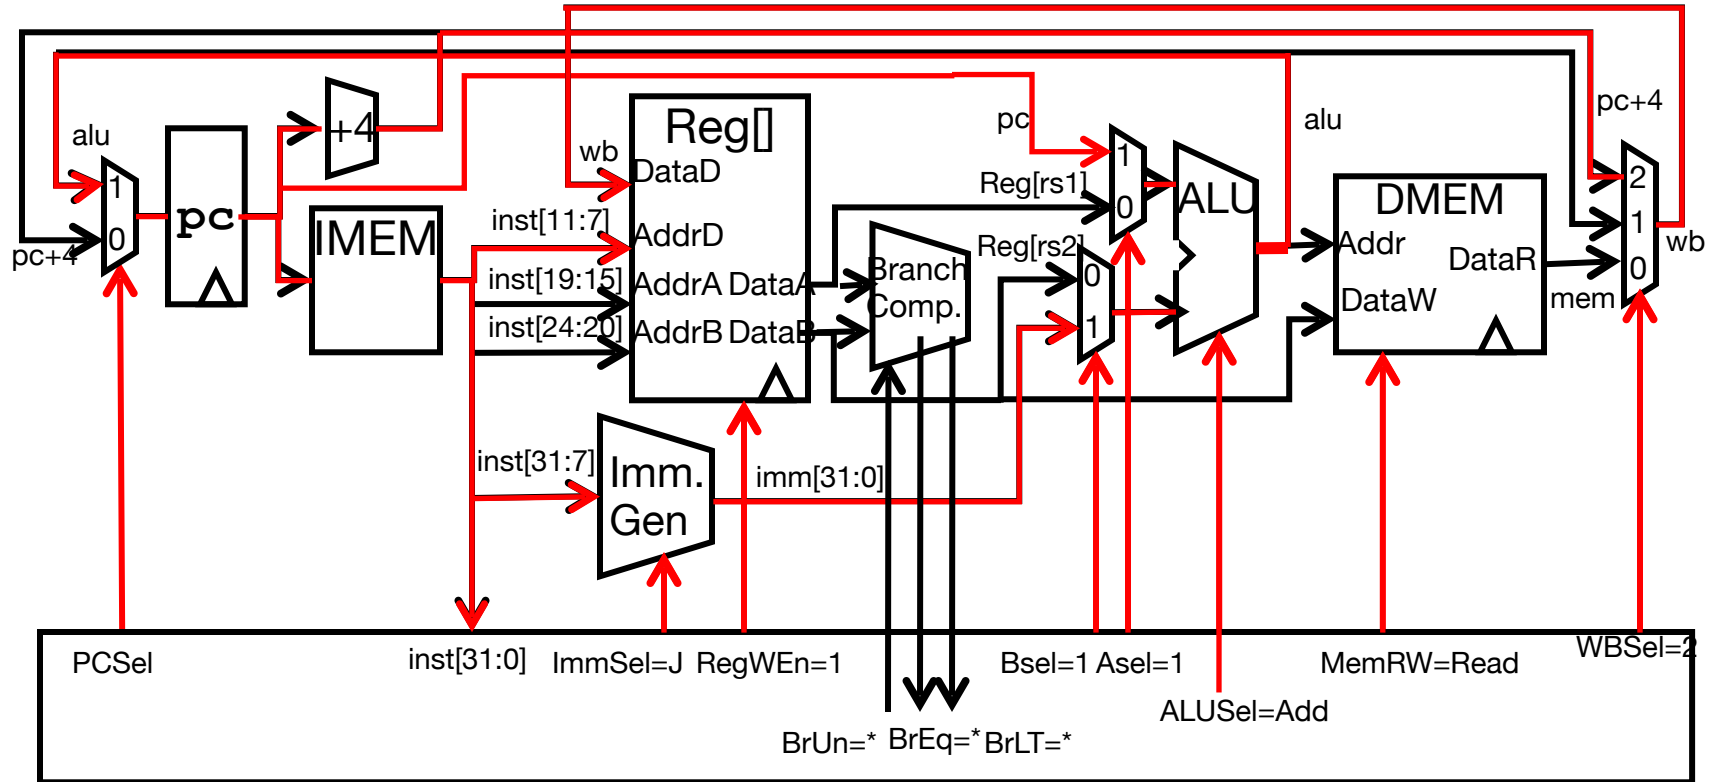 alu
1
0
pc+4
pc
+4
IMEM
wb
Reg[]
DataD
inst[11:7]
AddrD
inst[19:15]
AddrA DataA
inst[24:20]
AddrB DataB
inst[31:7]
Imm.
Gen
imm[31:0]
Branch
Comp.
pc
Reg[rs1]
Reg[rs2]
1
0
0
1
ALU
alu
DMEM
Addr
DataR
DataW
mem
pc+4
2
1
0
wb
PCSel
inst[31:0]
ImmSel=J
RegWEn=1
BrUn=*
BrEq=*
BrLT=*
Bsel=1
Asel=1
ALUSel=Add
MemRW=Read
WBSel=2